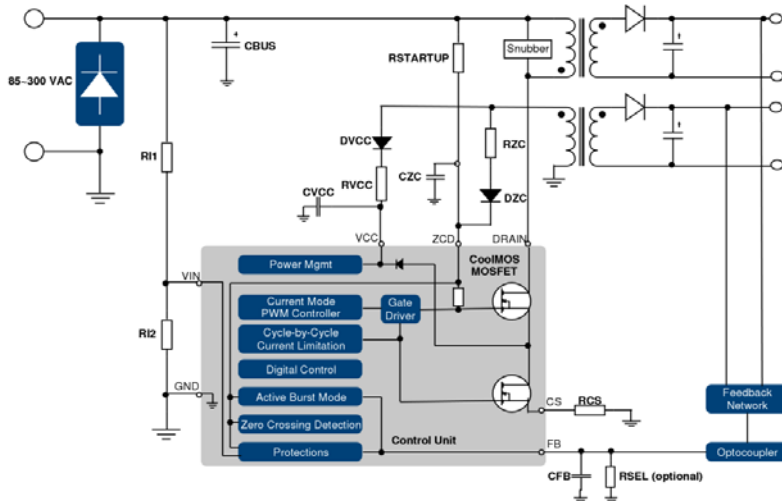 CBUS
RSTARTUP
Snubber
85~300 VAC
RI1
DVCC
RZC
CZC
RVCC
DZC
CVCC
VCC
ZCD
DRAIN
CoolMOS
MOSFET
Power Mgmt
VIN
Current Mode
PWM Controller
Gate
Driver
Cycle-by-Cycle
Current Limitation
RI2
Digital Control
GND
Active Burst Mode
CS
RCS
Feedback
Network
Zero Crossing Detection
Control Unit
FB
Protections
Optocoupler
CFB
RSEL (optional)